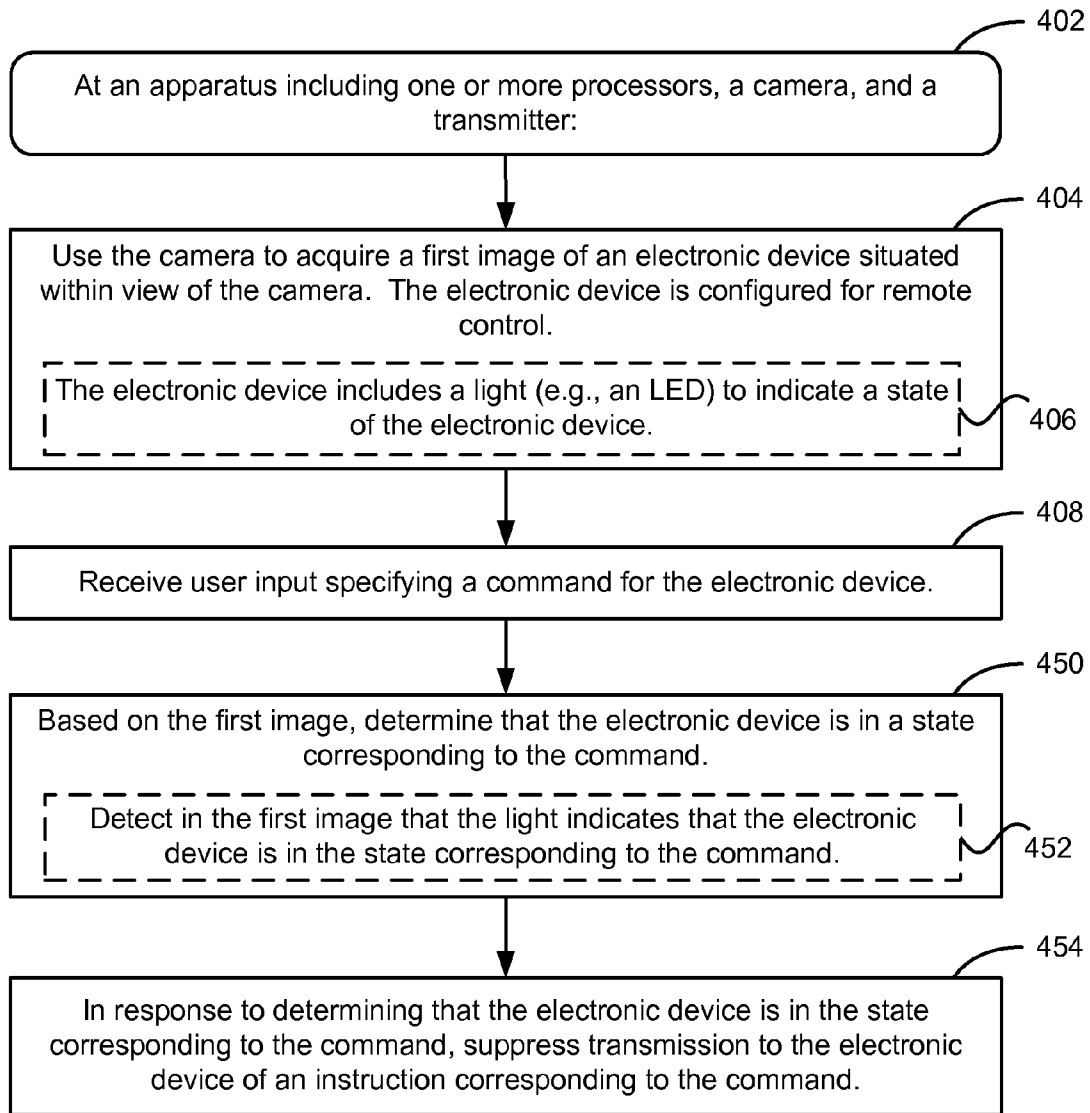 402
At an apparatus including one or more processors, a camera, and a
transmitter:
404
Use the camera to acquire a first image of an electronic device situated
within view of the camera.  The electronic device is configured for remote
control.
The electronic device includes a light (e.g., an LED) to indicate a state
of the electronic device.
406
408
Receive user input specifying a command for the electronic device.
450
Based on the first image, determine that the electronic device is in a state
corresponding to the command.
Detect in the first image that the light indicates that the electronic
device is in the state corresponding to the command.
452
454
In response to determining that the electronic device is in the state
corresponding to the command, suppress transmission to the electronic
device of an instruction corresponding to the command.